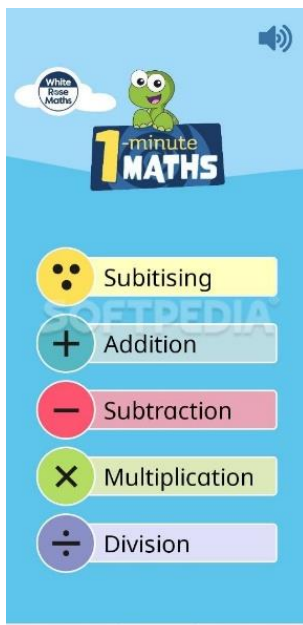 White
Rose
Maths
1-minute
MATHS
Subitising
SOFTPEDIA
+ Addition
− Subtraction
× Multiplication
÷ Division